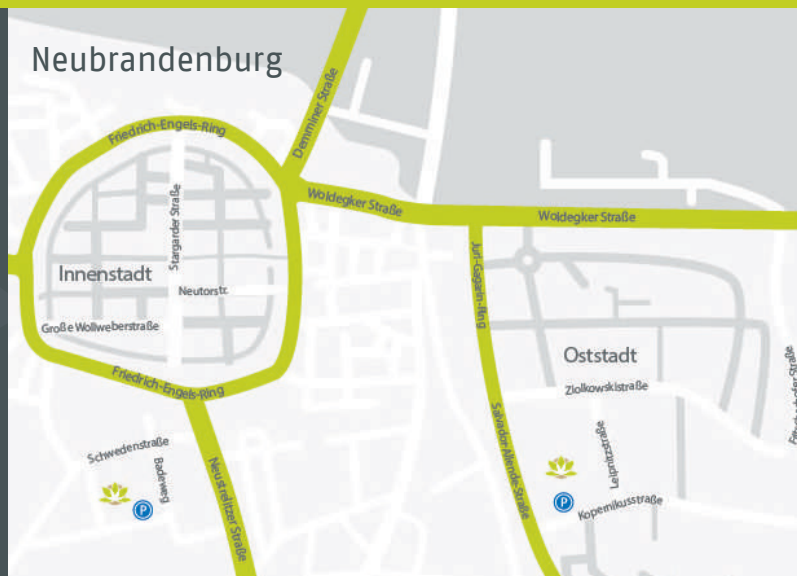 Neubrandenburg
Demminer Straße
Friedrich-Engels-Ring
Woldegker Straße
Woldegker Straße
Stargarder Straße
Juri-Gagarin-Ring
Innenstadt
Neutorstr.
Große Wollweberstraße
Oststadt
Friedrich-Engels-Ring
Ziolkowskistraße
Schwedenstraße
Badeweg
Neustrelitzer Straße
Salvador-Allende-Straße
Leipnitzstraße
P
P
Kopernikusstraße